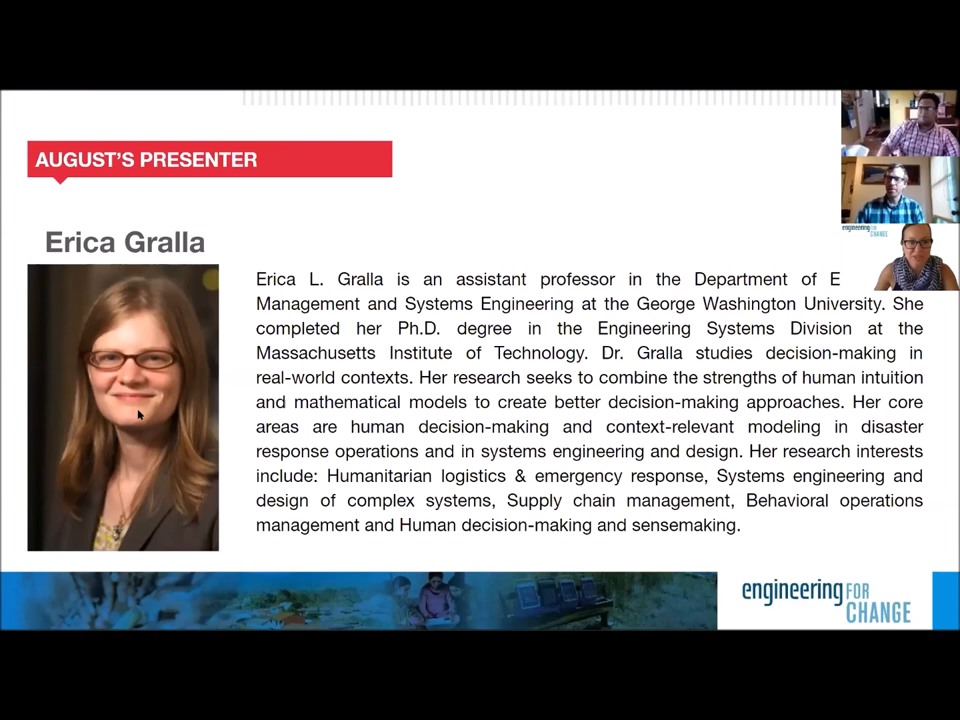 AUGUST'S PRESENTER
Erica Gralla
Erica L. Gralla is an assistant professor in the Department of E
Management and Systems Engineering at the George Washington University. She
completed her Ph.D. degree in the Engineering Systems Division at the
Massachusetts Institute of Technology. Dr. Gralla studies decision-making in
real-world contexts. Her research seeks to combine the strengths of human intuition
and mathematical models to create better decision-making approaches. Her core
areas are human decision-making and context-relevant modeling in disaster
response operations and in systems engineering and design. Her research interests
include: Humanitarian logistics & emergency response, Systems engineering and
design of complex systems, Supply chain management, Behavioral operations
management and Human decision-making and sensemaking.
engineering FOR
CHANGE
engineering FOR
CHANGE